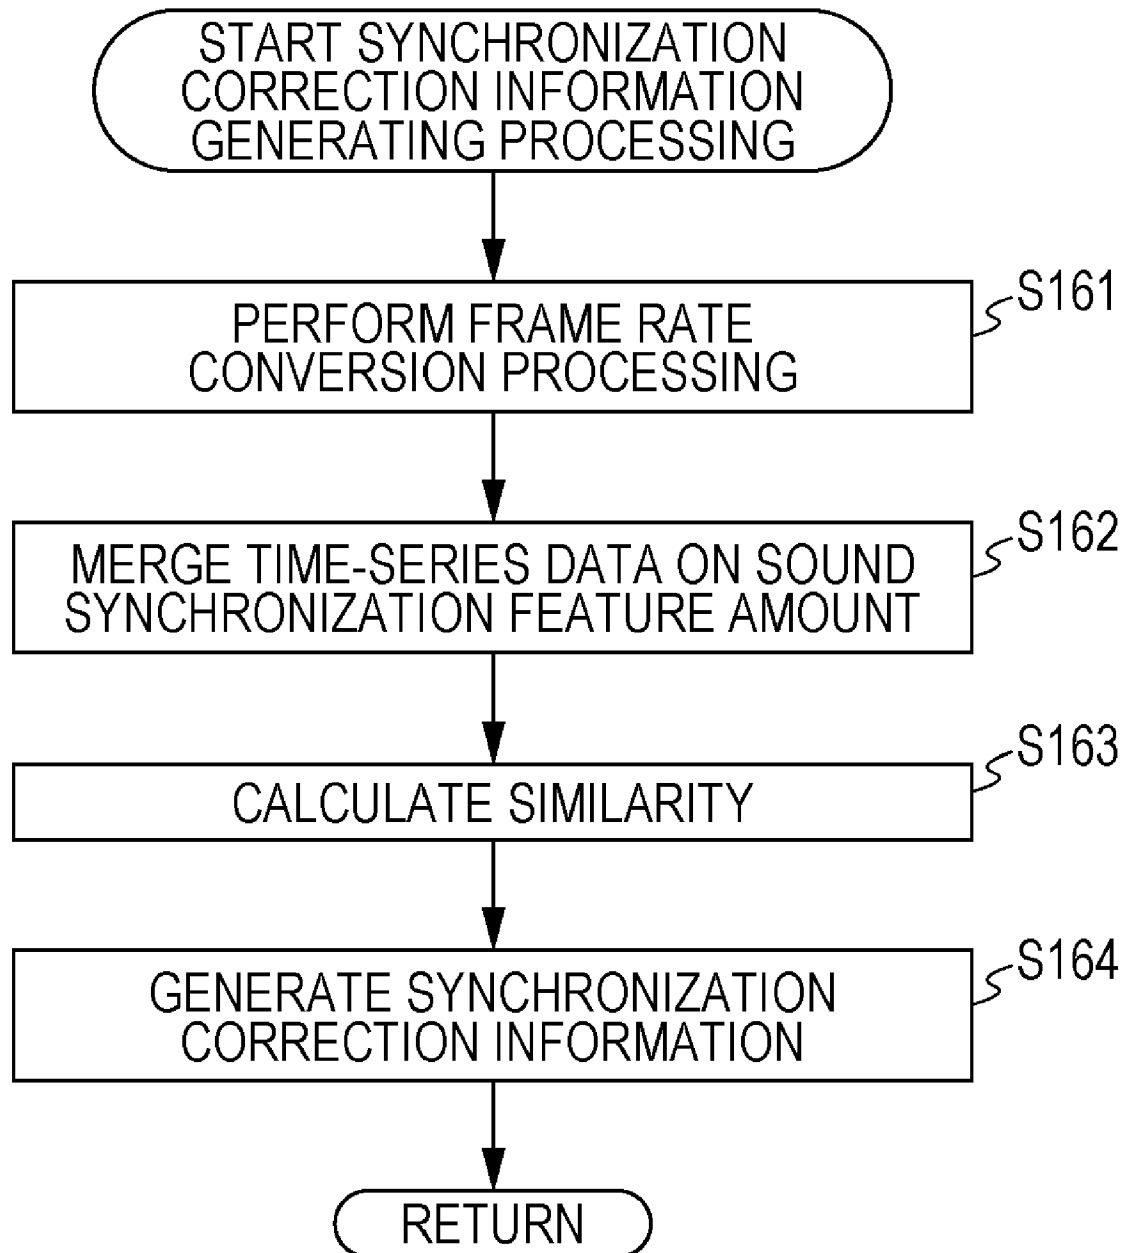 START SYNCHRONIZATION
CORRECTION INFORMATION
GENERATING PROCESSING
S161
PERFORM FRAME RATE
CONVERSION PROCESSING
S162
MERGE TIME-SERIES DATA ON SOUND
SYNCHRONIZATION FEATURE AMOUNT
S163
CALCULATE SIMILARITY
S164
GENERATE SYNCHRONIZATION
CORRECTION INFORMATION
RETURN